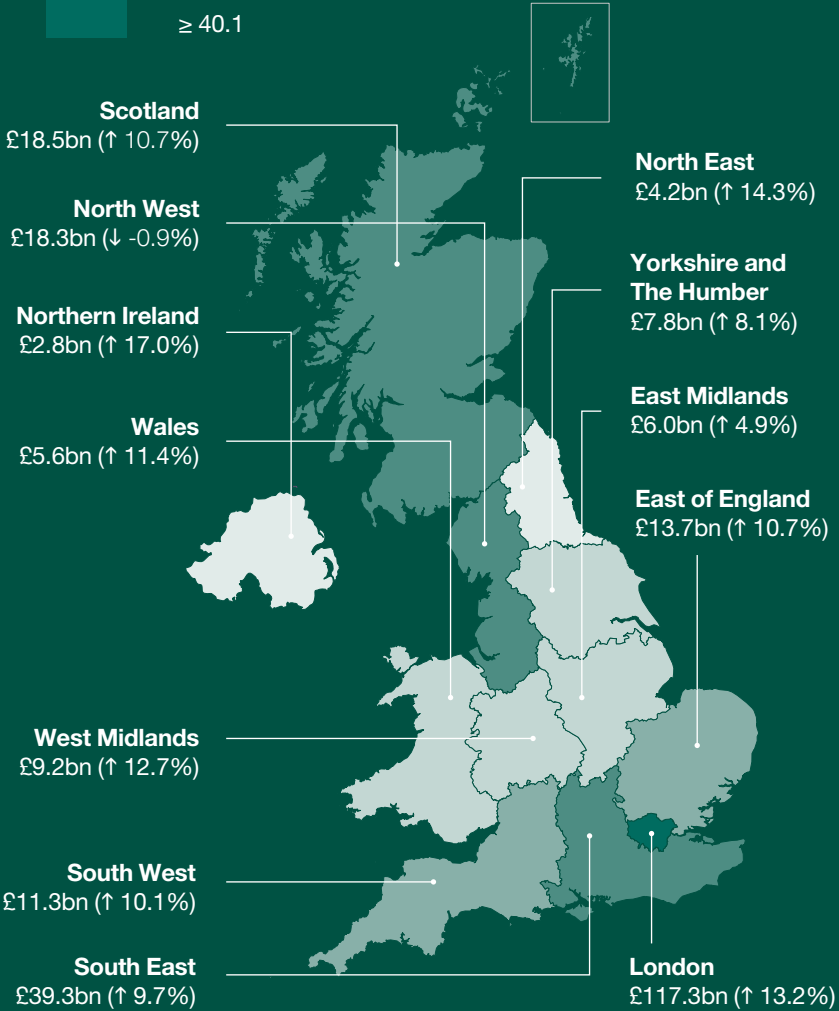 ≥ 40.1
Scotland
£18.5bn (↑ 10.7%)
North West
£18.3bn (↓ -0.9%)
Northern Ireland
£2.8bn (↑ 17.0%)
Wales
£5.6bn (↑ 11.4%)
West Midlands
£9.2bn (↑ 12.7%)
South West
£11.3bn (↑ 10.1%)
South East
£39.3bn (↑ 9.7%)
North East
£4.2bn (↑ 14.3%)
Yorkshire and
The Humber
£7.8bn (↑ 8.1%)
East Midlands
£6.0bn (↑ 4.9%)
East of England
£13.7bn (↑ 10.7%)
London
£117.3bn (↑ 13.2%)